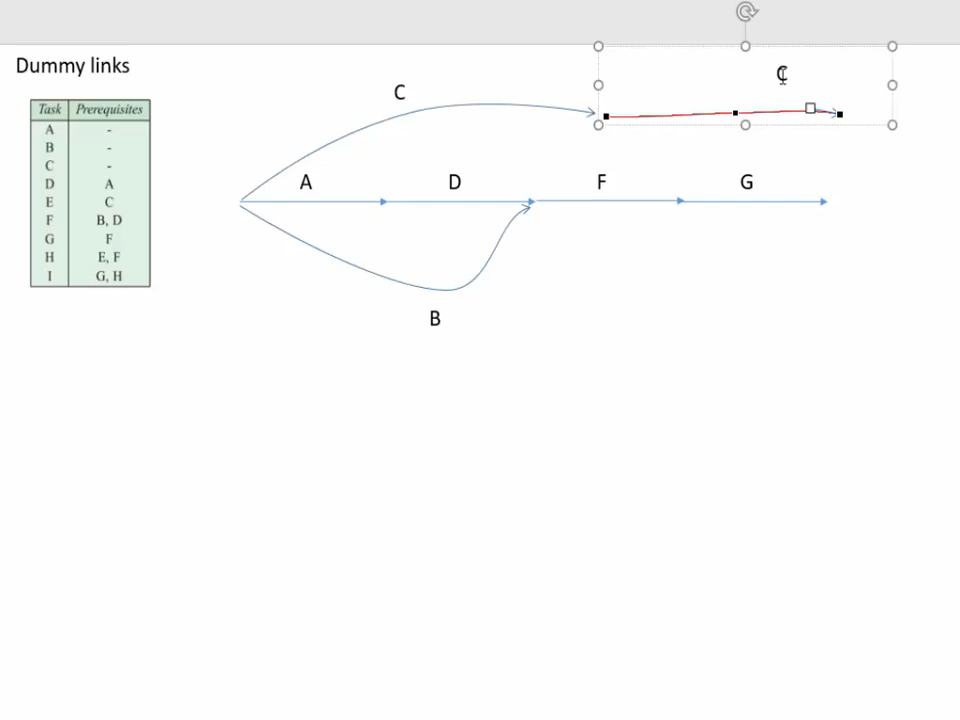 Dummy links
Task Prerequisites
A -
B -
C -
D A
E C
F B, D
G F
H E, F
I G, H
C
C
A D F G
B